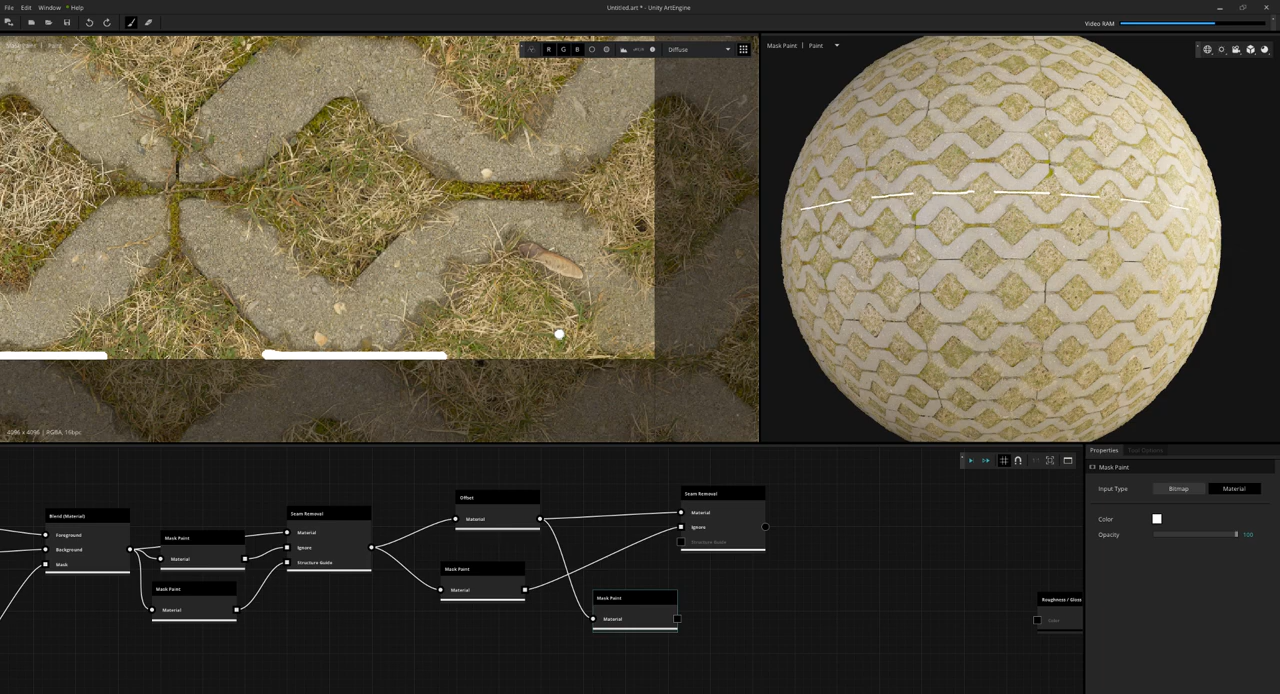 File Edit Window Help
Untitled.art * - Unity ArtEngine
Video RAM
Mask Paint | Paint
R G B
Diffuse
Mask Paint | Paint
4096 x 4096 | RGBA, 16bpc
Properties Tool Options
Mask Paint
Input Type Bitmap Material
Color
Opacity 100
Blend (Material)
Foreground
Background
Mask
Mask Paint
Material
Mask Paint
Material
Seam Removal
Material
Ignore
Structure Guide
Offset
Material
Mask Paint
Material
Mask Paint
Material
Seam Removal
Material
Ignore
Structure Guide
Roughness / Gloss
Color